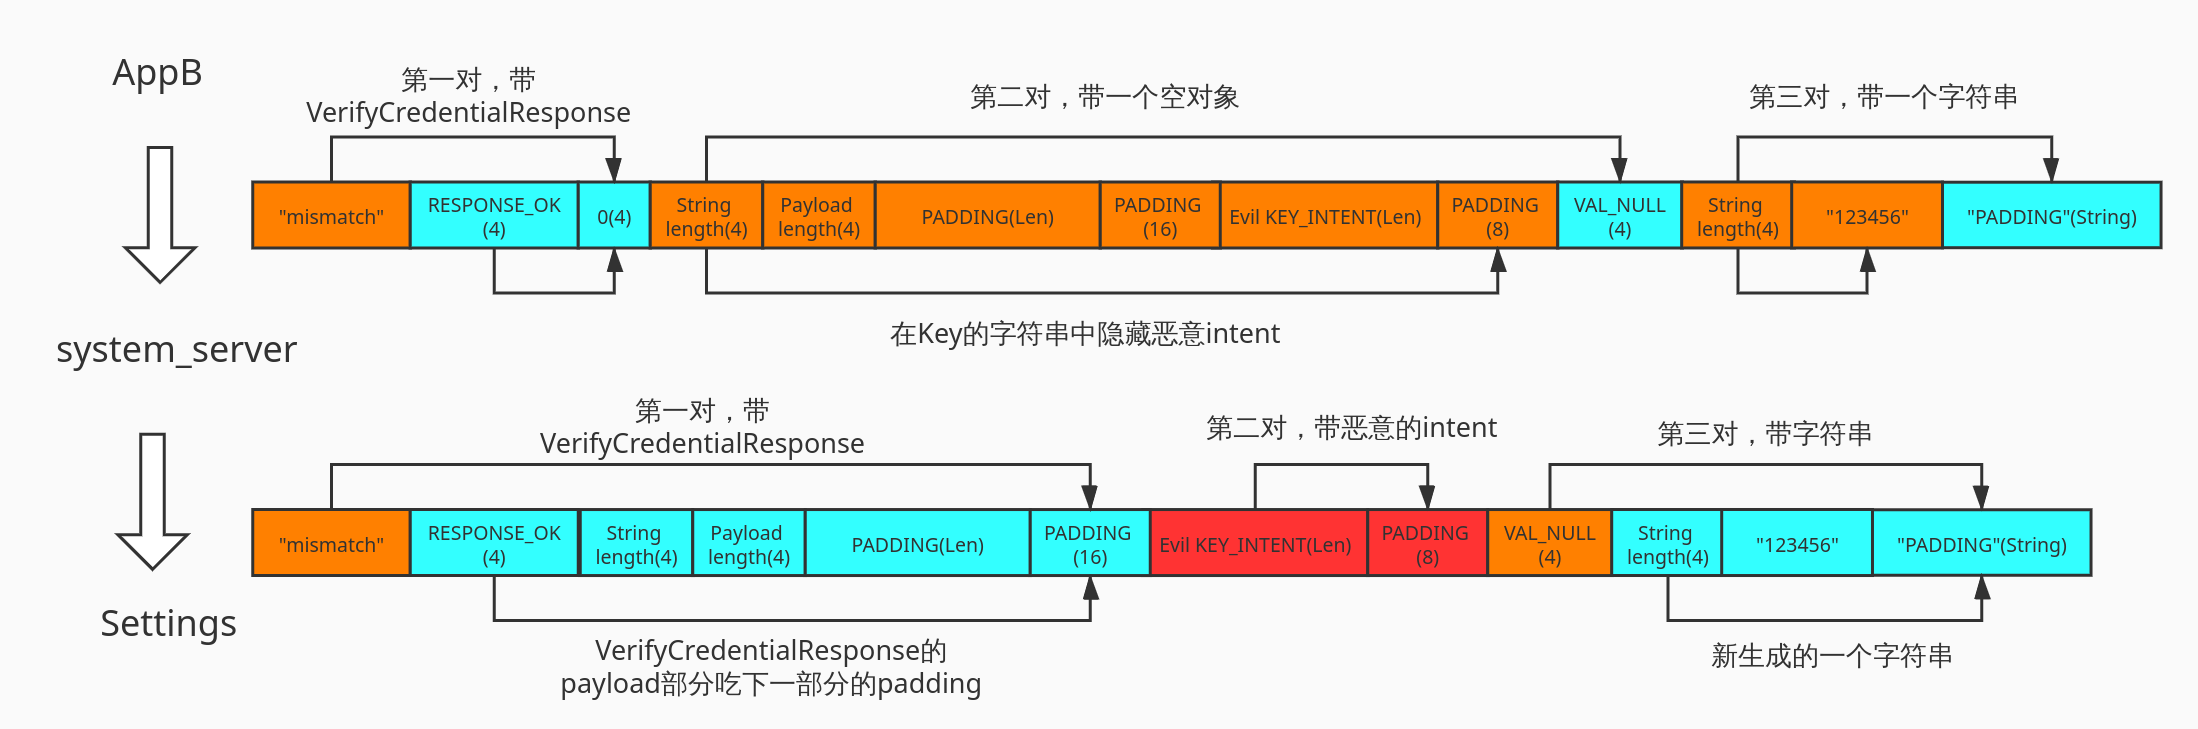 AppB
第一对，带
VerifyCredentialResponse
第二对，带一个空对象
第三对，带一个字符串
"mismatch"
RESPONSE_OK
(4)
0(4)
String
length(4)
Payload
length(4)
PADDING(Len)
PADDING
(16)
Evil KEY_INTENT(Len)
PADDING
(8)
VAL_NULL
(4)
String
length(4)
"123456"
"PADDING"(String)
在Key的字符串中隐藏恶意intent
system_server
第一对，带
VerifyCredentialResponse
第二对，带恶意的intent
第三对，带字符串
"mismatch"
RESPONSE_OK
(4)
String
length(4)
Payload
length(4)
PADDING(Len)
PADDING
(16)
Evil KEY_INTENT(Len)
PADDING
(8)
VAL_NULL
(4)
String
length(4)
"123456"
"PADDING"(String)
Settings
VerifyCredentialResponse的
payload部分吃下一部分的padding
新生成的一个字符串